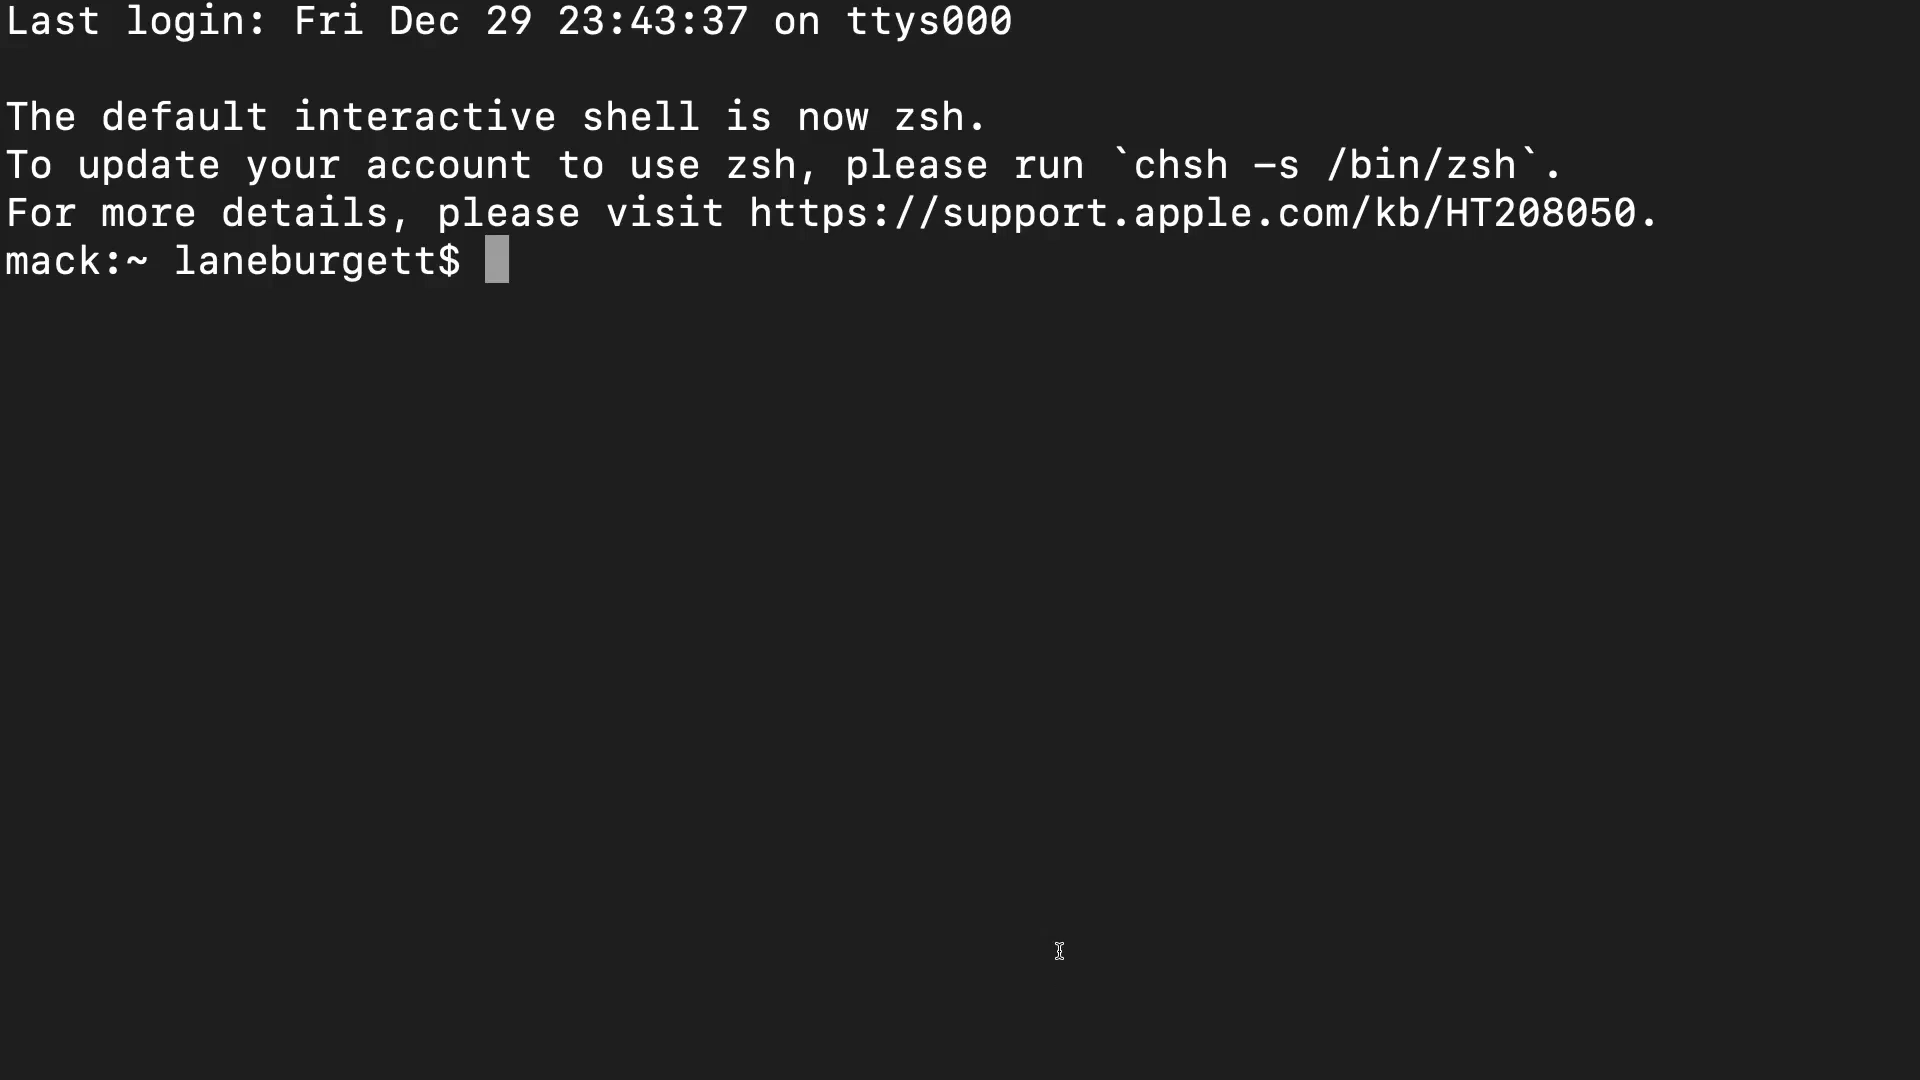 Last login: Fri Dec 29 23:43:37 on ttys000
The default interactive shell is now zsh.
To update your account to use zsh, please run `chsh -s /bin/zsh`.
For more details, please visit https://support.apple.com/kb/HT208050.
mack:~ laneburgett$